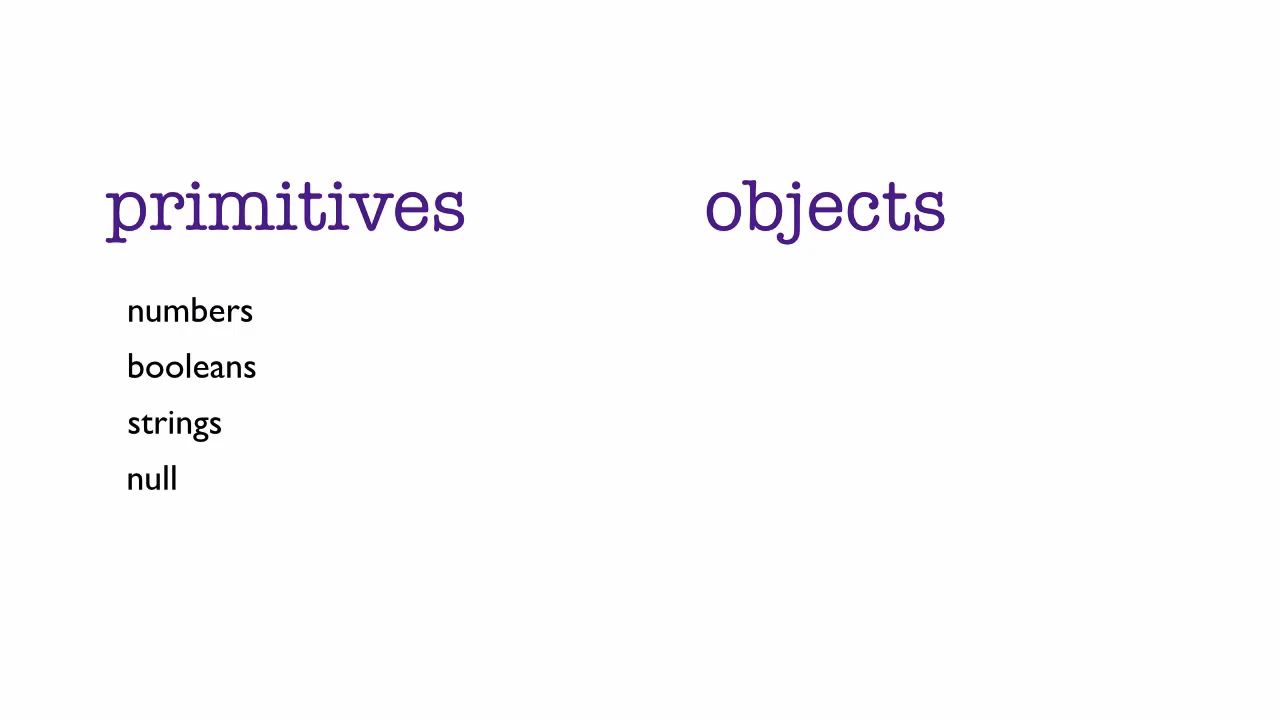 primitives
objects
numbers
booleans
strings
null